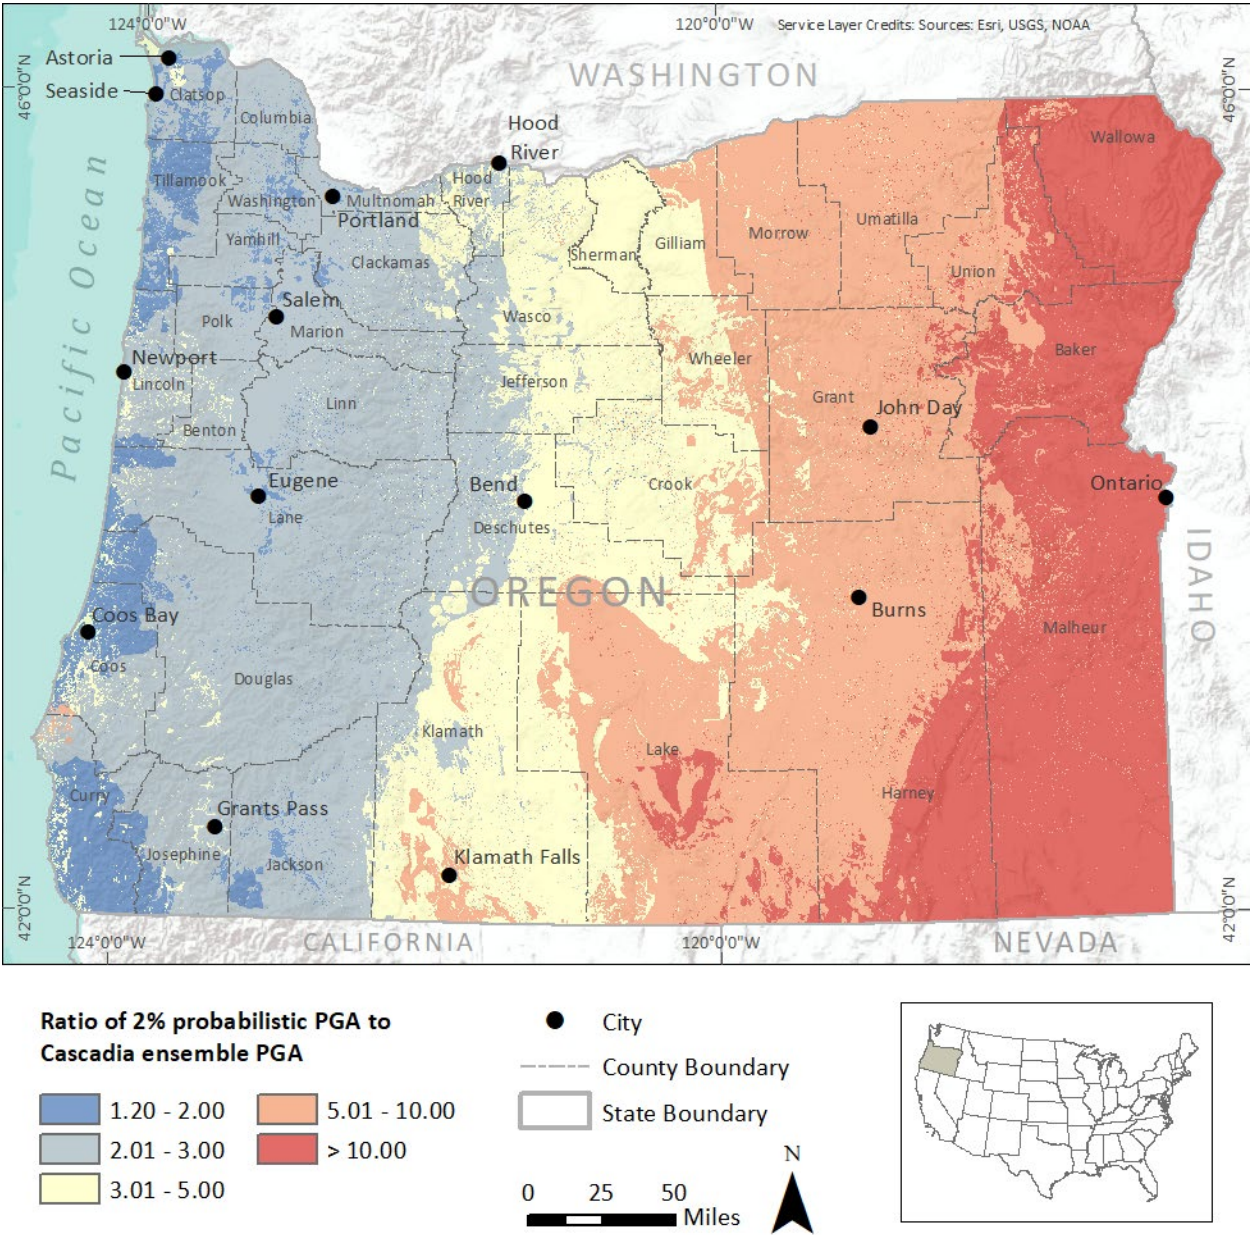 124°0'0"W
120°0'0"W
Service Layer Credits: Sources: Esri, USGS, NOAA
Astoria
WASHINGTON
46°0'0"N
46°0'0"N
Seaside
Clatsop
Columbia
Hood
River
Wallowa
Pacific Ocean
Tillamook
Hood
River
Washington
Multnomah
Portland
Umatilla
Morrow
Yamhill
Gilliam
Sherman
Clackamas
Union
Salem
Polk
Marion
Wasco
Baker
Newport
Wheeler
Lincoln
Jefferson
Linn
Grant
John Day
Benton
Eugene
Bend
Crook
Ontario
Lane
Deschutes
IDAHO
OREGON
Coos Bay
Burns
Malheur
Coos
Douglas
Klamath
Lake
Curry
Harney
Grants Pass
Josephine
Jackson
Klamath Falls
42°0'0"N
42°0'0"N
124°0'0"W
CALIFORNIA
120°0'0"W
NEVADA
Ratio of 2% probabilistic PGA to
Cascadia ensemble PGA
1.20 - 2.00
2.01 - 3.00
3.01 - 5.00
5.01 - 10.00
> 10.00
City
County Boundary
State Boundary
0 25 50
Miles
N